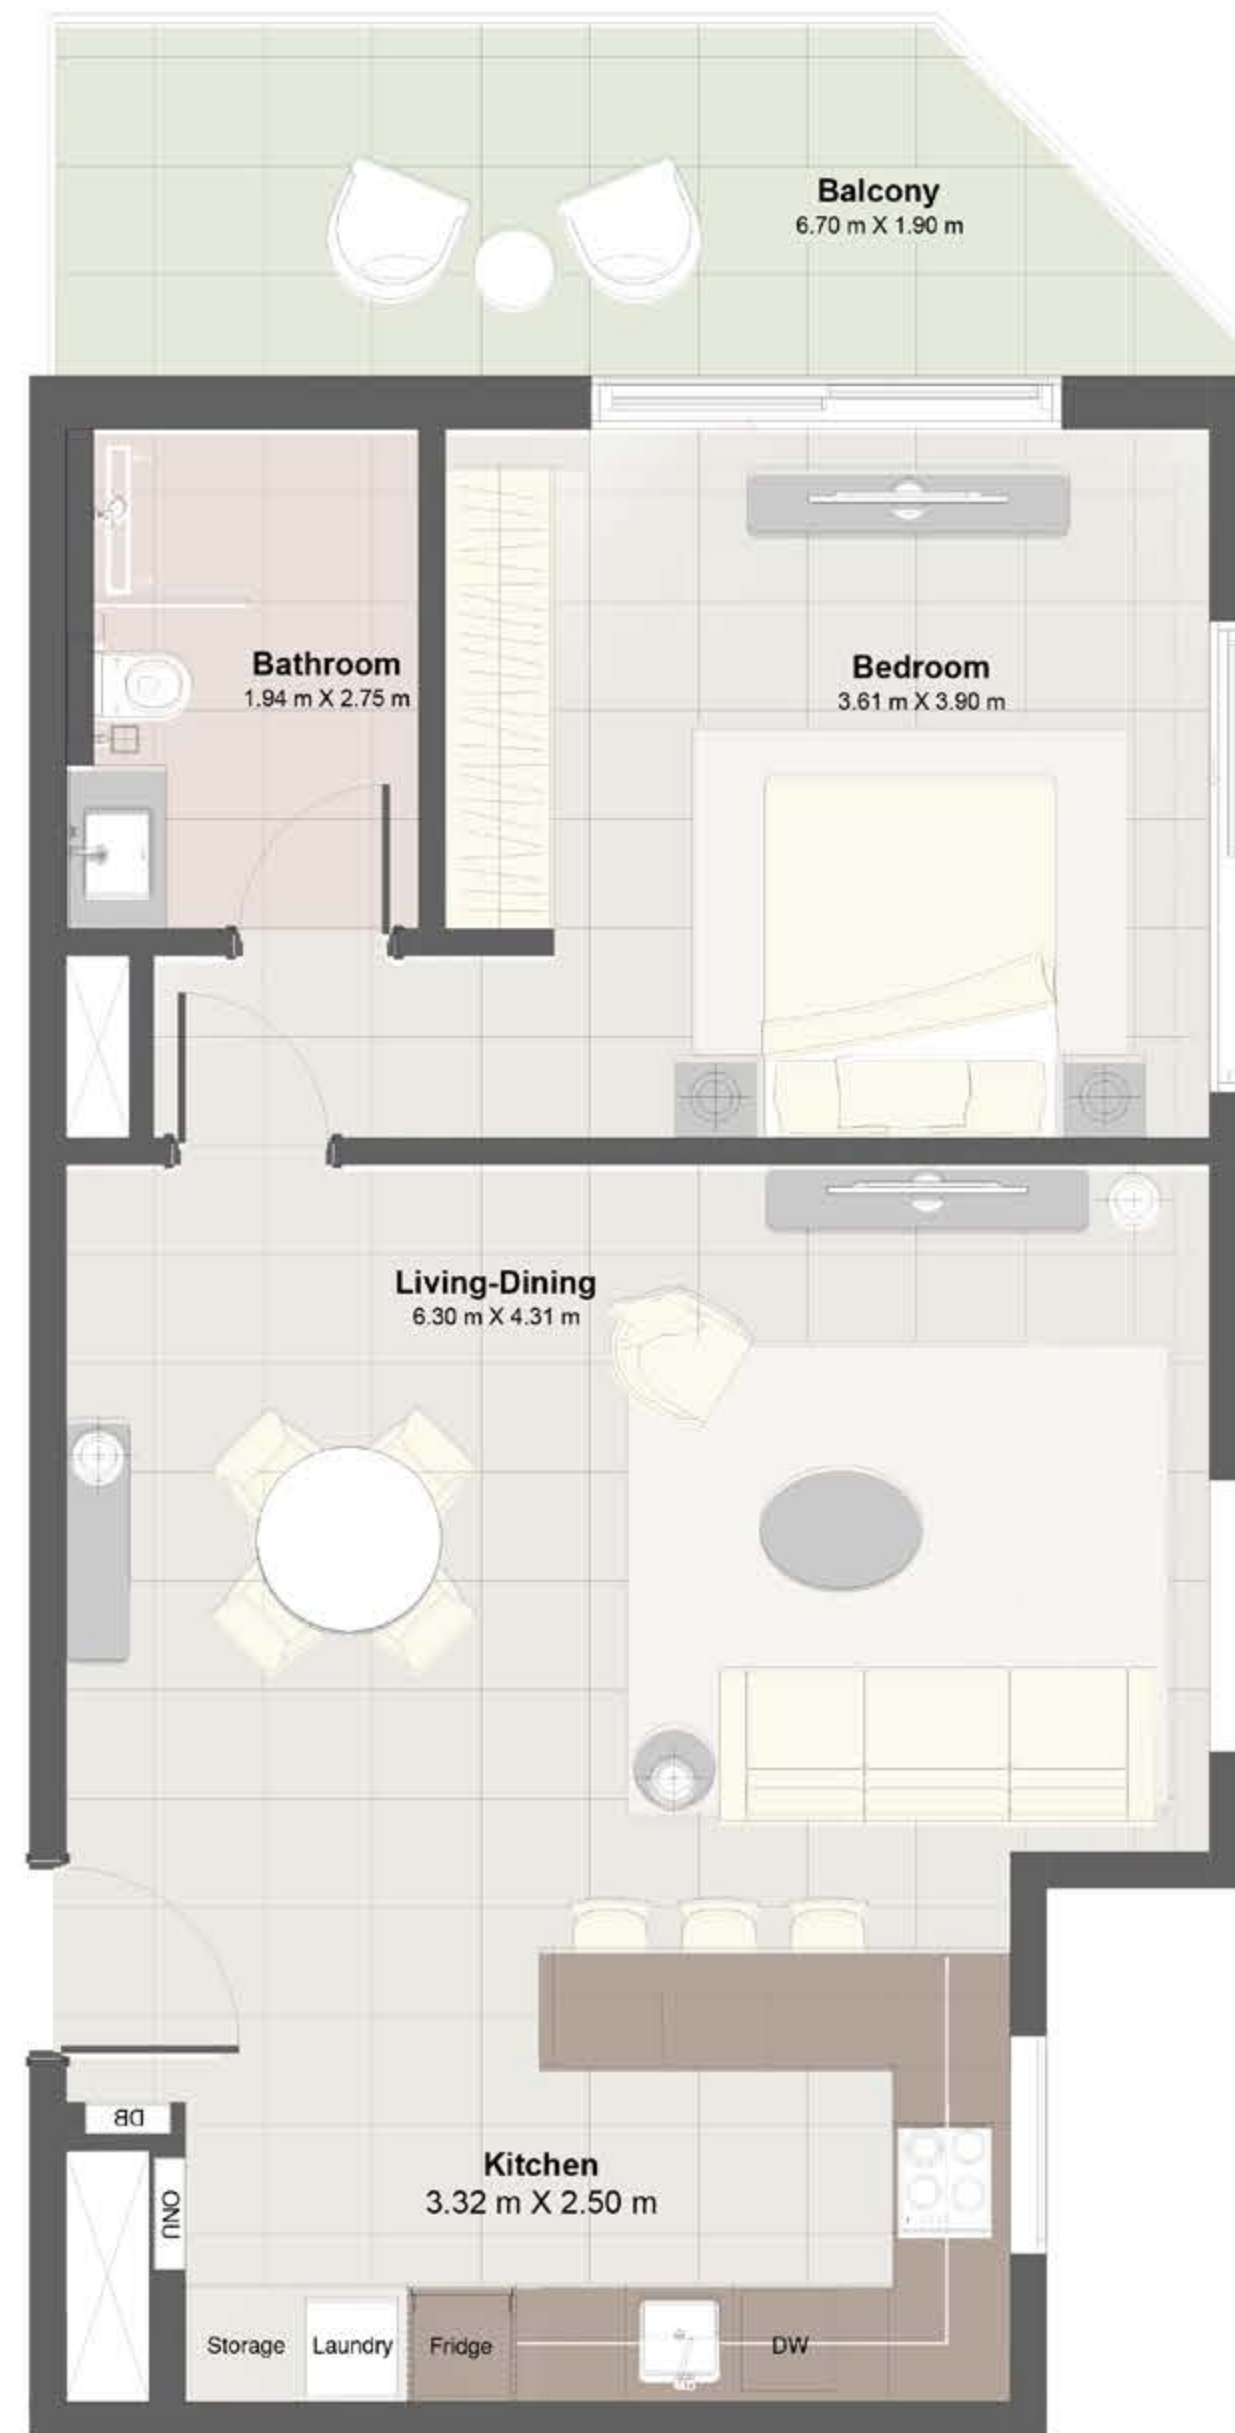 Balcony
6.70 m X 1.90 m
Bathroom
1.94 m X 2.75 m
Bedroom
3.61 m X 3.90 m
Living-Dining
6.30 m X 4.31 m
DB
ONU
Kitchen
3.32 m X 2.50 m
Storage
Laundry
Fridge
DW